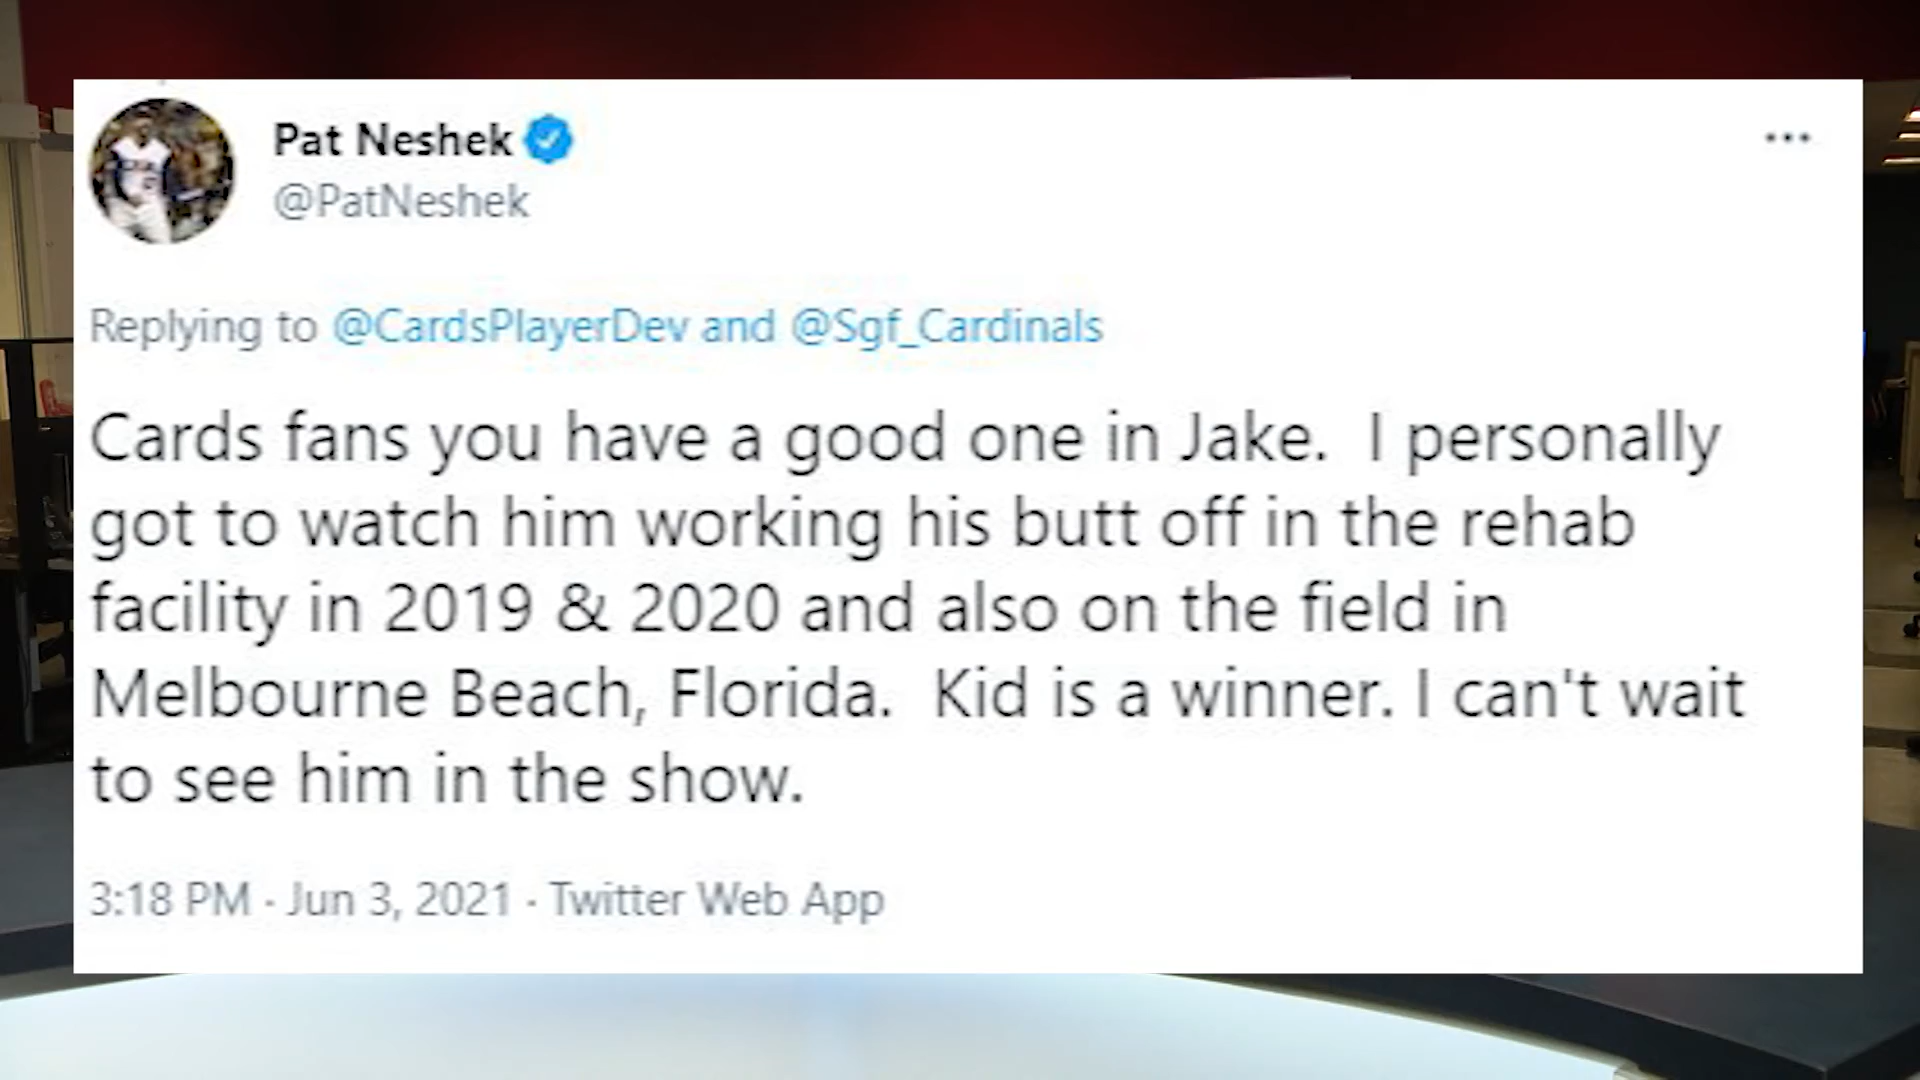 Pat Neshek
@PatNeshek
Replying to @CardsPlayerDev and @Sgf_Cardinals
Cards fans you have a good one in Jake.  I personally
got to watch him working his butt off in the rehab
facility in 2019 & 2020 and also on the field in
Melbourne Beach, Florida.  Kid is a winner. I can't wait
to see him in the show.
3:18 PM · Jun 3, 2021 · Twitter Web App